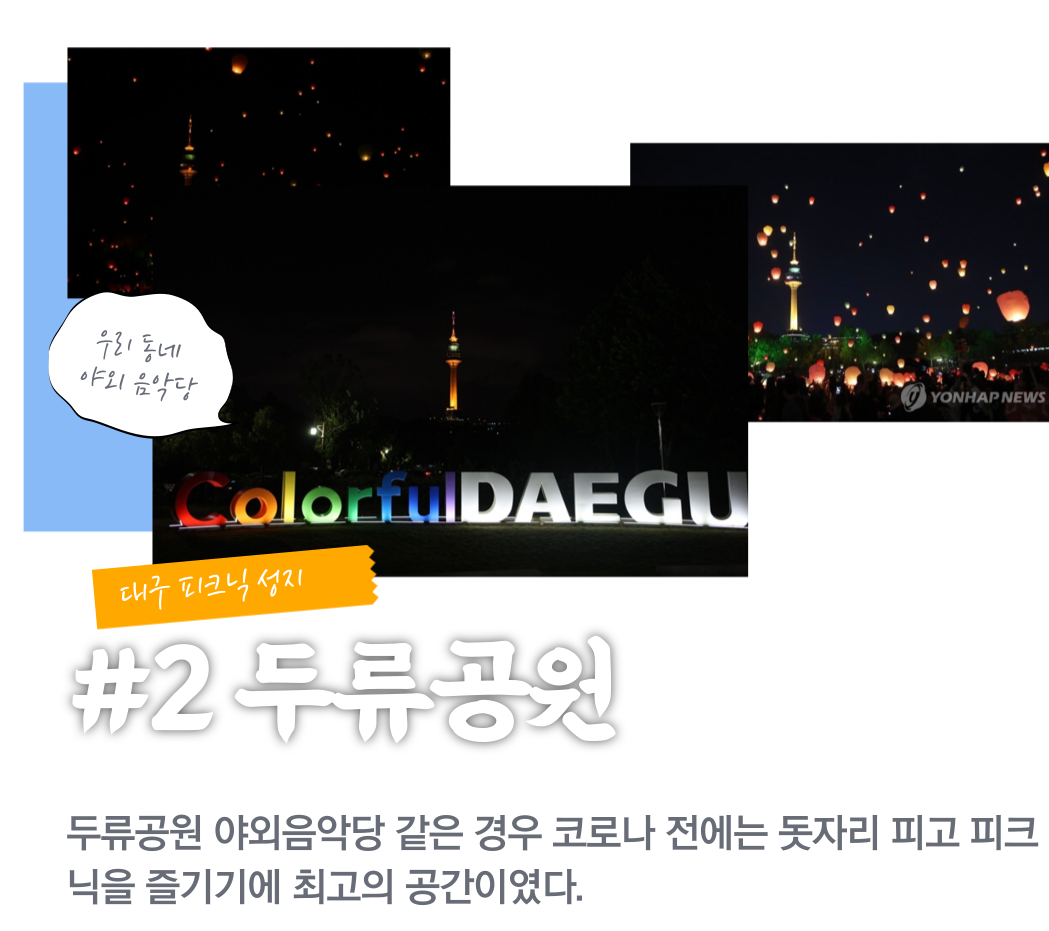 우리 동네
야외 음악당
YONHAP NEWS
ColorfulDAEGU
대구 피크닉 성지
#2 두류공원
두류공원 야외음악당 같은 경우 코로나 전에는 돗자리 피고 피크
닉을 즐기기에 최고의 공간이였다.